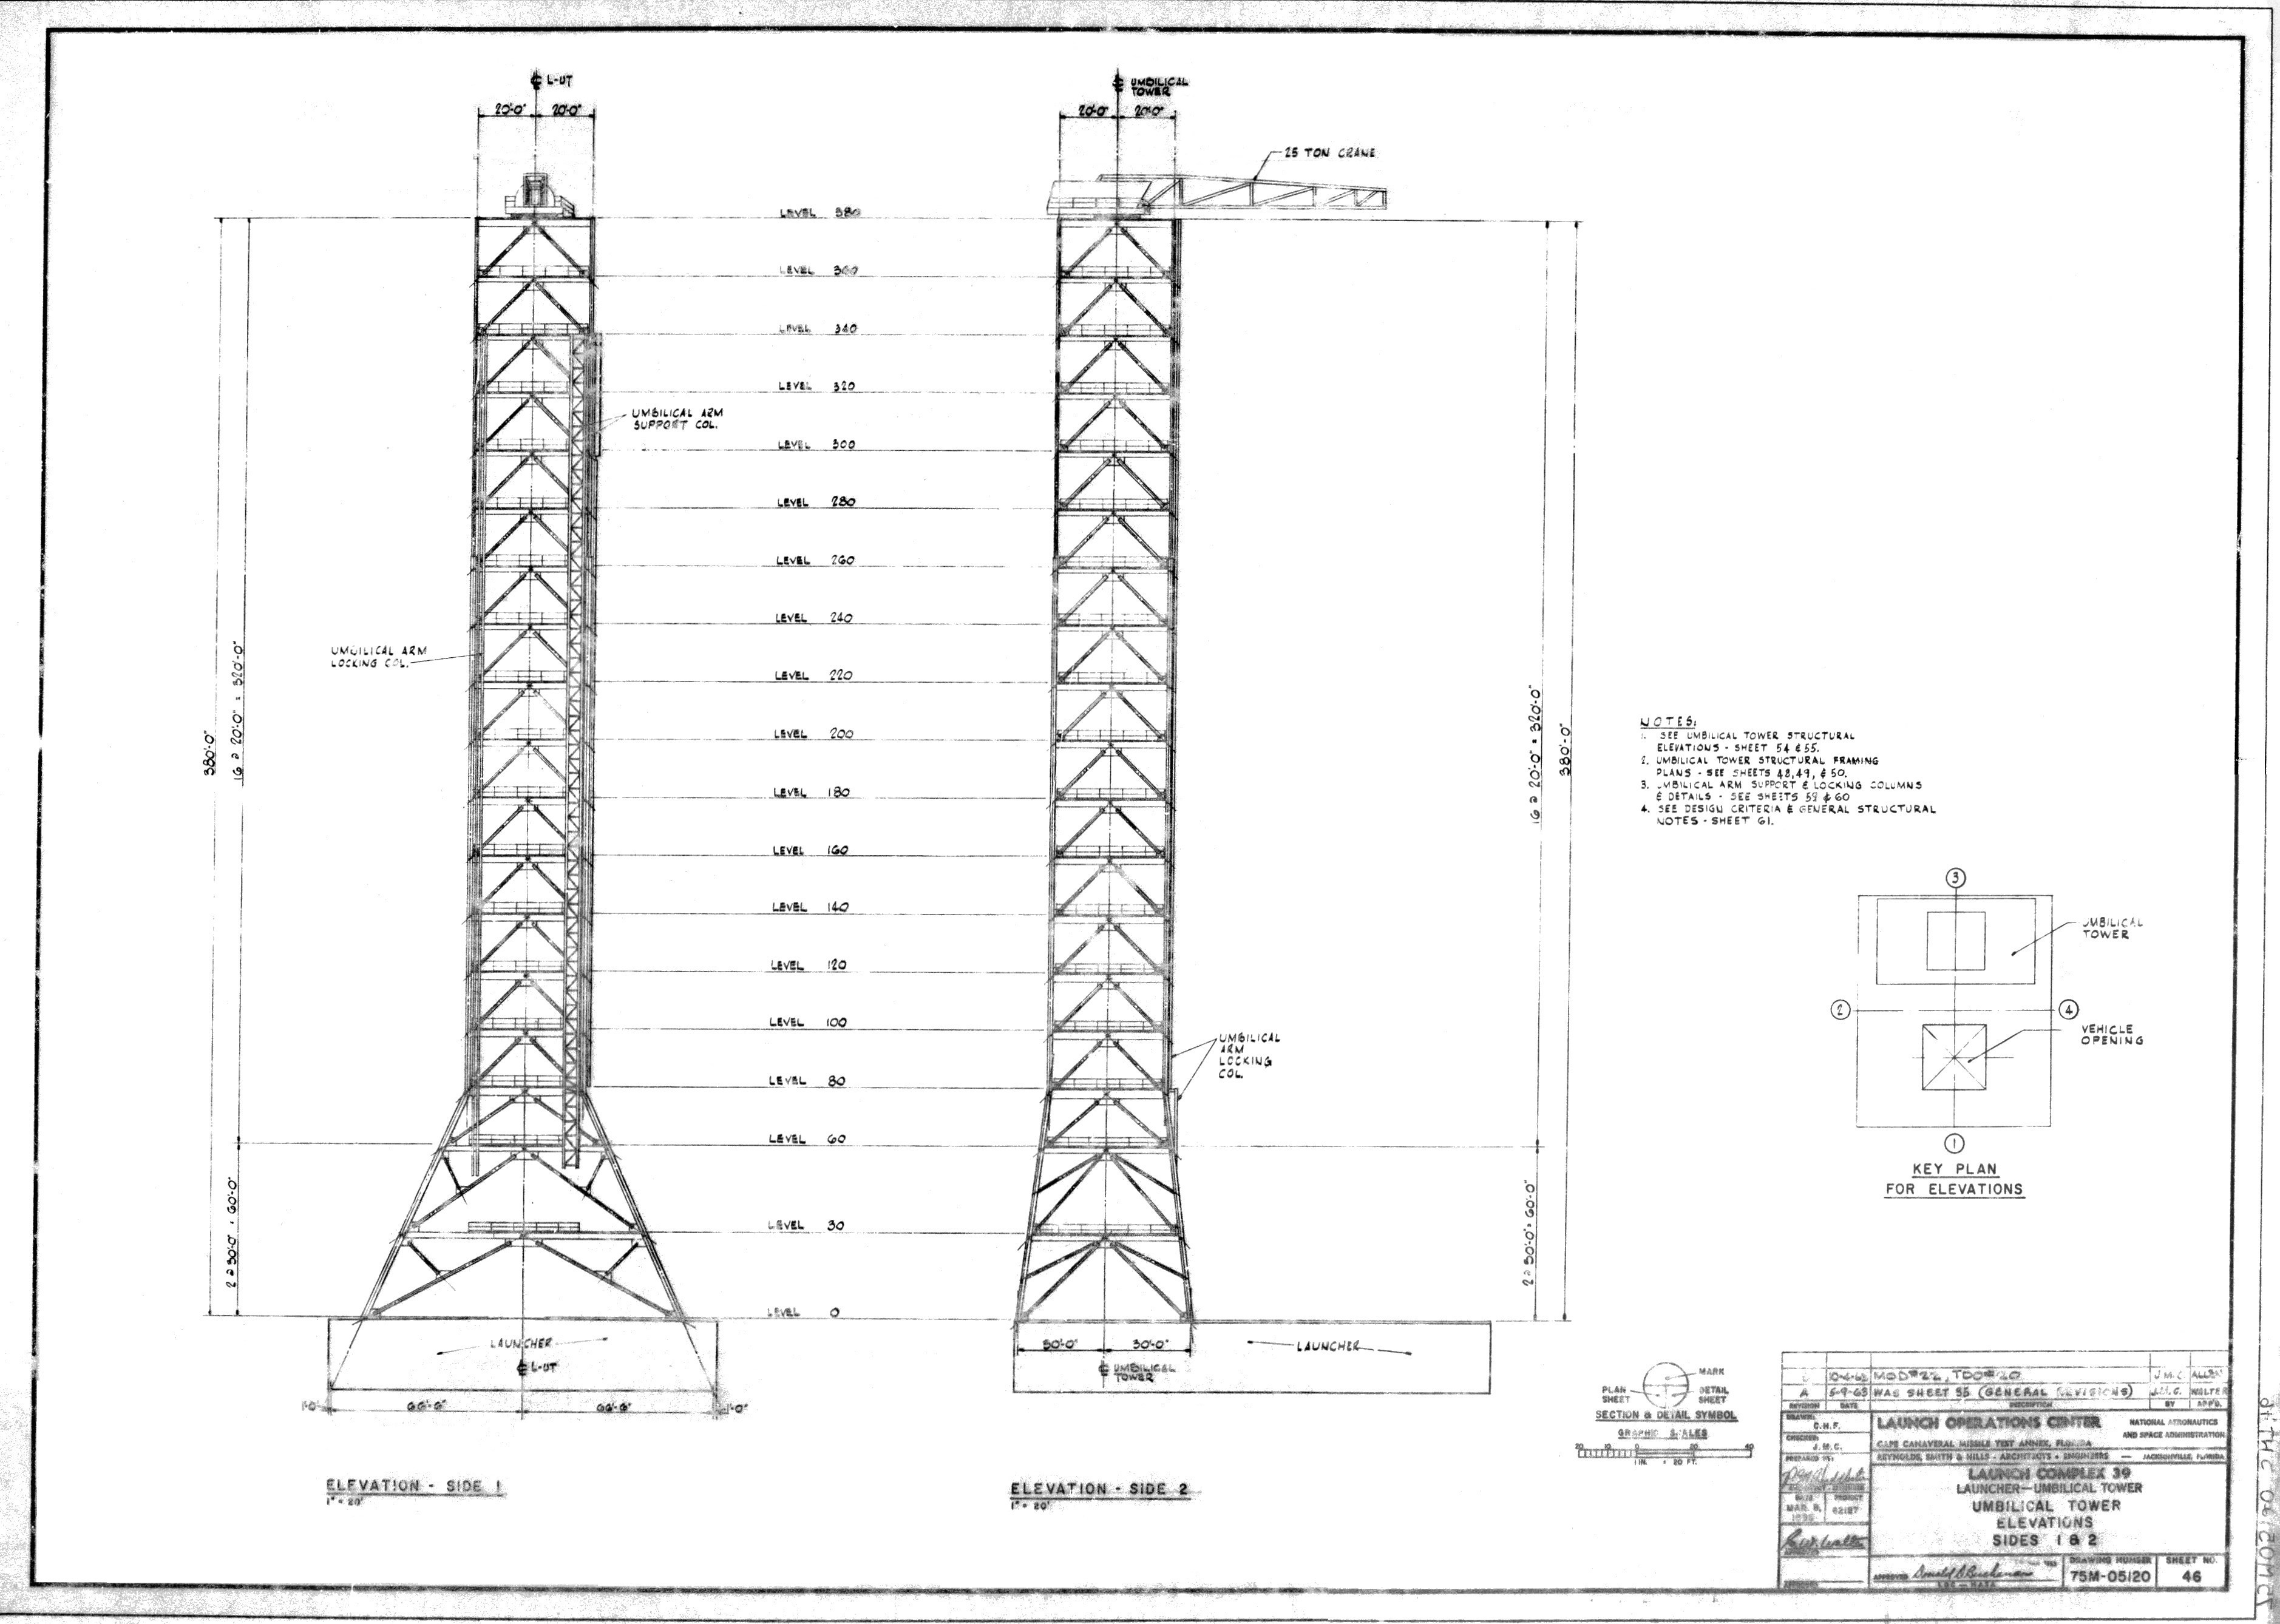 ℄ L-UT
20'-0" 20'-0"
℄ UMBILICAL
TOWER
20'-0" 20'-0"
25 TON CRANE
LEVEL 380
LEVEL 360
LEVEL 340
LEVEL 320
UMBILICAL ARM
SUPPORT COL.
LEVEL 300
LEVEL 280
LEVEL 260
LEVEL 240
UMBILICAL ARM
LOCKING COL.
LEVEL 220
LEVEL 200
LEVEL 180
LEVEL 160
LEVEL 140
LEVEL 120
LEVEL 100
LEVEL 80
LEVEL 60
LEVEL 30
LEVEL 0
380'-0"
16 @ 20'-0" = 320'-0"
2 @ 30'-0" = 60'-0"
16 @ 20'-0" = 320'-0"
380'-0"
2 @ 30'-0" = 60'-0"
UMBILICAL
ARM
LOCKING
COL.
LAUNCHER
℄ L-UT
1'-0" 66'-6" 66'-6" 1'-0"
30'-0" 30'-0"
℄ UMBILICAL
TOWER
LAUNCHER
ELEVATION - SIDE 1
1" = 20'
ELEVATION - SIDE 2
1" = 20'
NOTES:
1. SEE UMBILICAL TOWER STRUCTURAL
ELEVATIONS - SHEET 54 & 55.
2. UMBILICAL TOWER STRUCTURAL FRAMING
PLANS - SEE SHEETS 48, 49, & 50.
3. UMBILICAL ARM SUPPORT & LOCKING COLUMNS
& DETAILS - SEE SHEETS 59 & 60
4. SEE DESIGN CRITERIA & GENERAL STRUCTURAL
NOTES - SHEET 61.
3
UMBILICAL
TOWER
2
4
VEHICLE
OPENING
1
KEY PLAN
FOR ELEVATIONS
MARK
PLAN
SHEET
DETAIL
SHEET
SECTION & DETAIL SYMBOL
GRAPHIC SCALES
20 10 0 20 40
1 IN. = 20 FT.
MOD#22, TDO#20 J.M.C. ALLEN
A 5-9-63 WAS SHEET 35 (GENERAL REVISIONS) J.M.C. WALTER
REVISION DATE DESCRIPTION BY APP'D.
DRAWN:
C.H.F.
CHECKED:
J.M.C.
PREPARED BY:
DATE PROJECT
MAR. 8, 62127
LAUNCH OPERATIONS CENTER
NATIONAL AERONAUTICS
AND SPACE ADMINISTRATION
CAPE CANAVERAL MISSILE TEST ANNEX, FLORIDA
REYNOLDS, SMITH & HILLS - ARCHITECTS + ENGINEERS — JACKSONVILLE, FLORIDA
LAUNCH COMPLEX 39
LAUNCHER—UMBILICAL TOWER
UMBILICAL TOWER
ELEVATIONS
SIDES 1 & 2
APPROVED Donald D Buchanan
LOC - NASA
DRAWING NUMBER
75M-05120
SHEET NO.
46